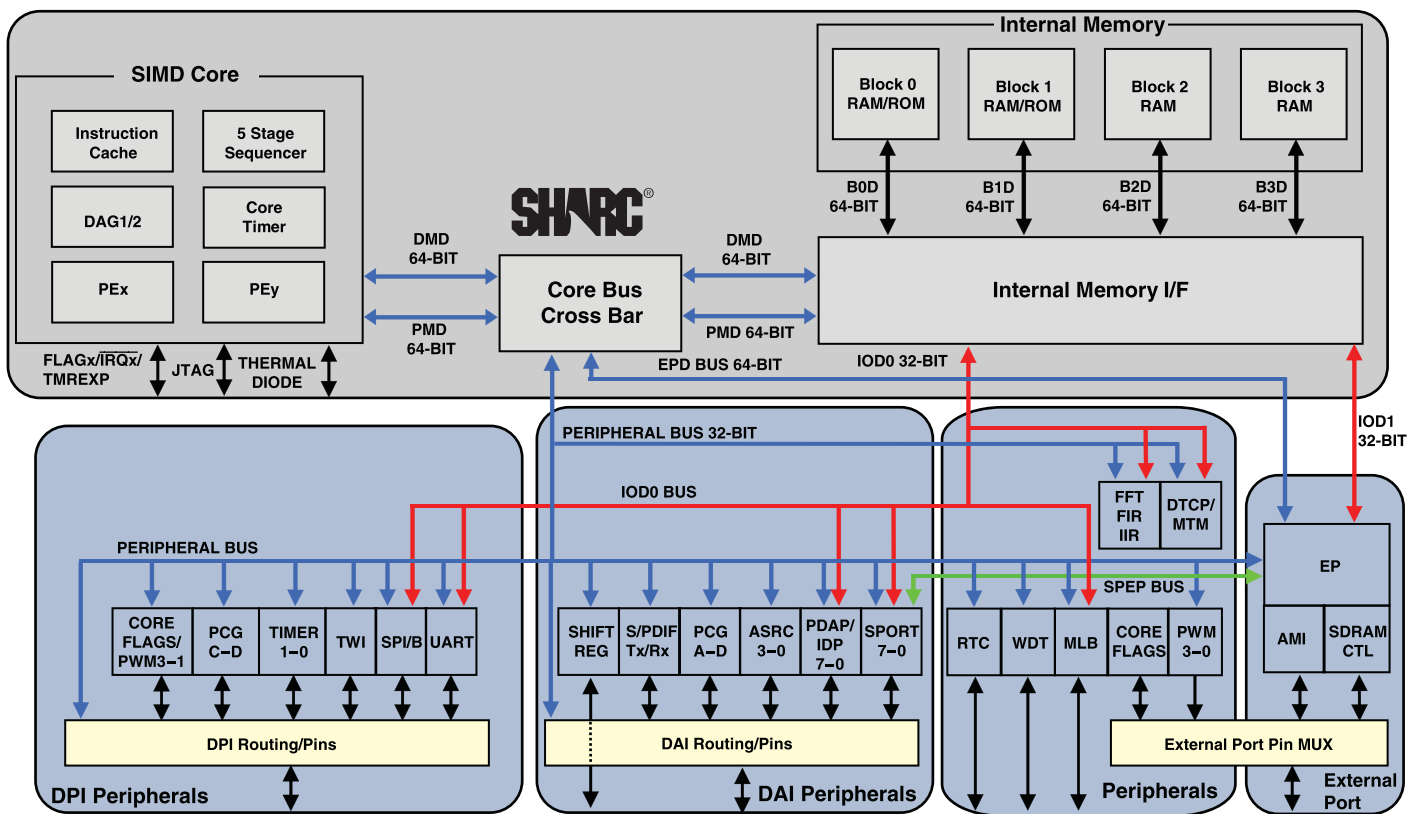 Internal Memory
SIMD Core
Block 0
RAM/ROM
Block 1
RAM/ROM
Block 2
RAM
Block 3
RAM
Instruction
Cache
5 Stage
Sequencer
DAG1/2
Core
Timer
PEx
PEy
B0D
64-BIT
B1D
64-BIT
B2D
64-BIT
B3D
64-BIT
SHARC®
DMD
64-BIT
DMD
64-BIT
Core Bus
Cross Bar
Internal Memory I/F
PMD
64-BIT
PMD 64-BIT
FLAGx/IRQx/
TMREXP
JTAG
THERMAL
DIODE
EPD BUS 64-BIT
IOD0 32-BIT
IOD1
32-BIT
PERIPHERAL BUS 32-BIT
IOD0 BUS
PERIPHERAL BUS
FFT
FIR
IIR
DTCP/
MTM
SPEP BUS
EP
CORE
FLAGS/
PWM3–1
PCG
C–D
TIMER
1–0
TWI
SPI/B
UART
SHIFT
REG
S/PDIF
Tx/Rx
PCG
A–D
ASRC
3–0
PDAP/
IDP
7–0
SPORT
7–0
RTC
WDT
MLB
CORE
FLAGS
PWM
3–0
AMI
SDRAM
CTL
DPI Routing/Pins
DAI Routing/Pins
External Port Pin MUX
DPI Peripherals
DAI Peripherals
Peripherals
External
Port